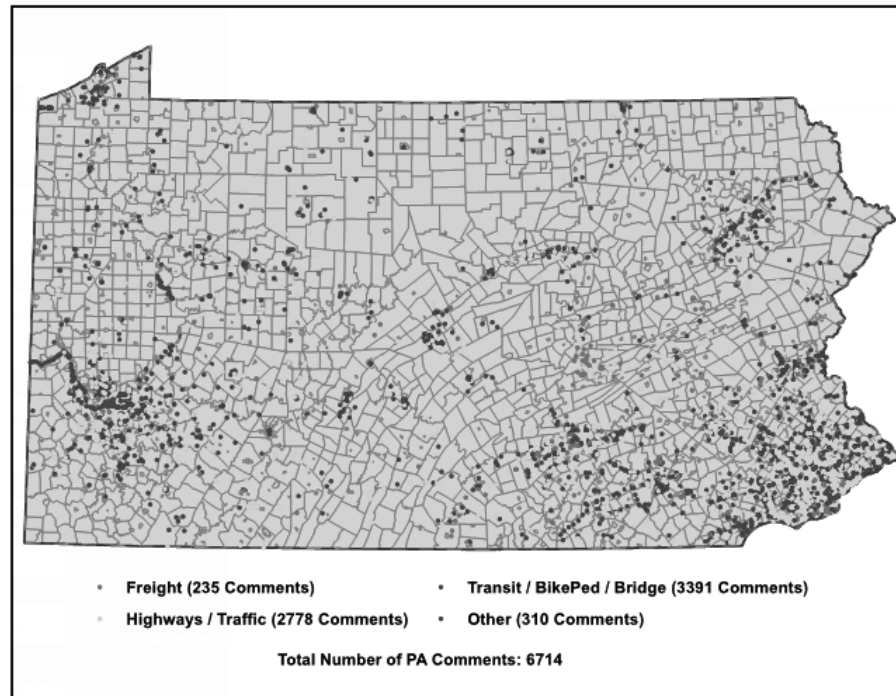 Freight (235 Comments)
Transit / BikePed / Bridge (3391 Comments)
Highways / Traffic (2778 Comments)
Other (310 Comments)
Total Number of PA Comments: 6714